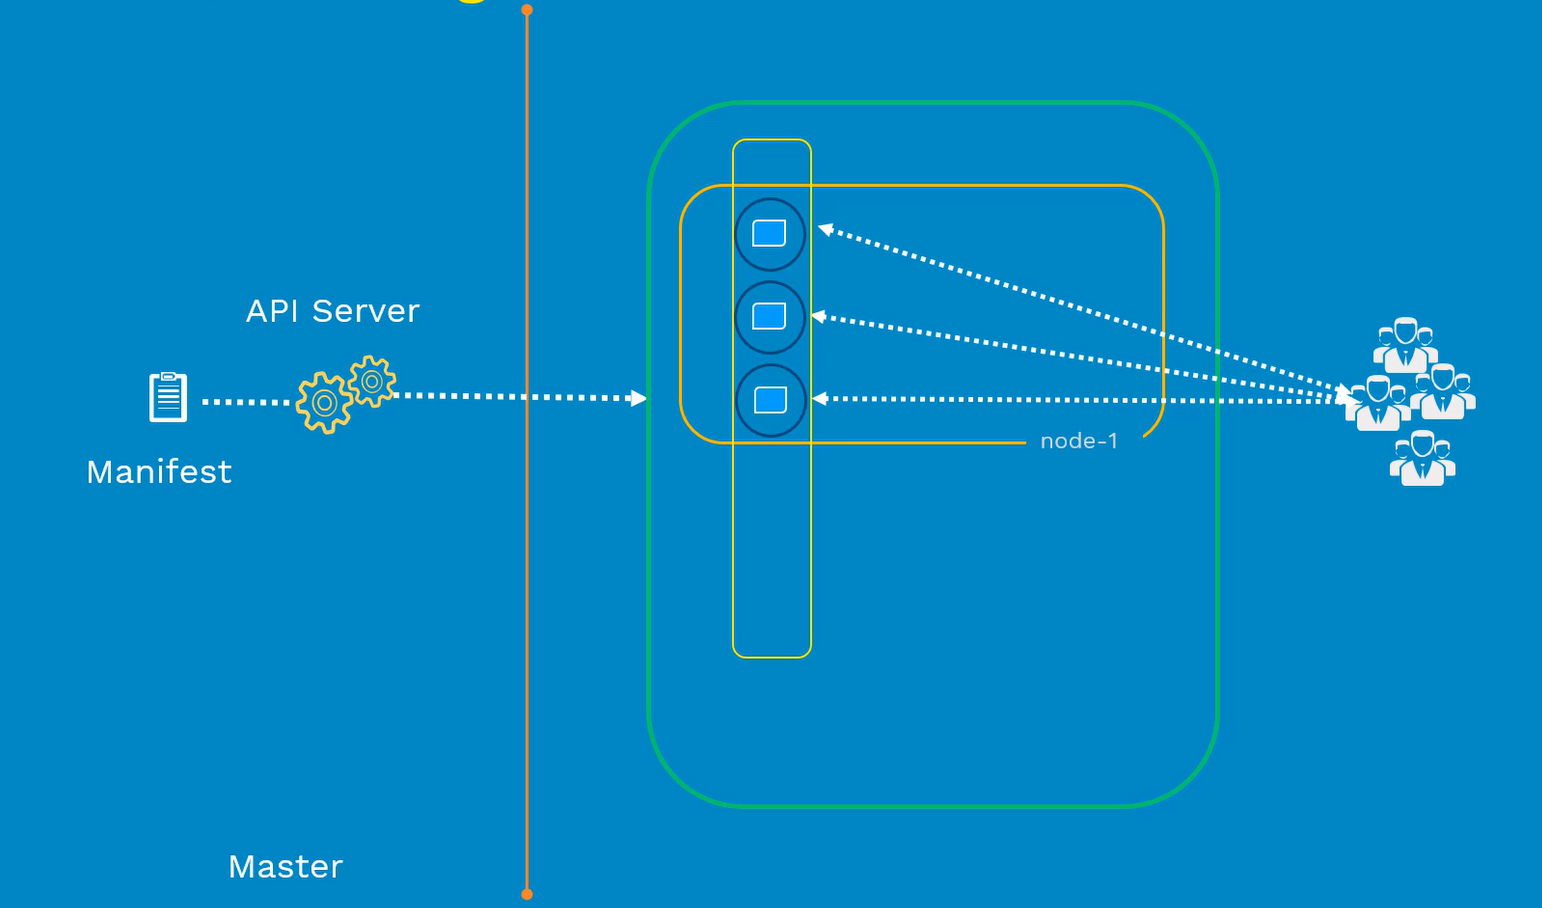 API Server
Manifest
node-1
Master